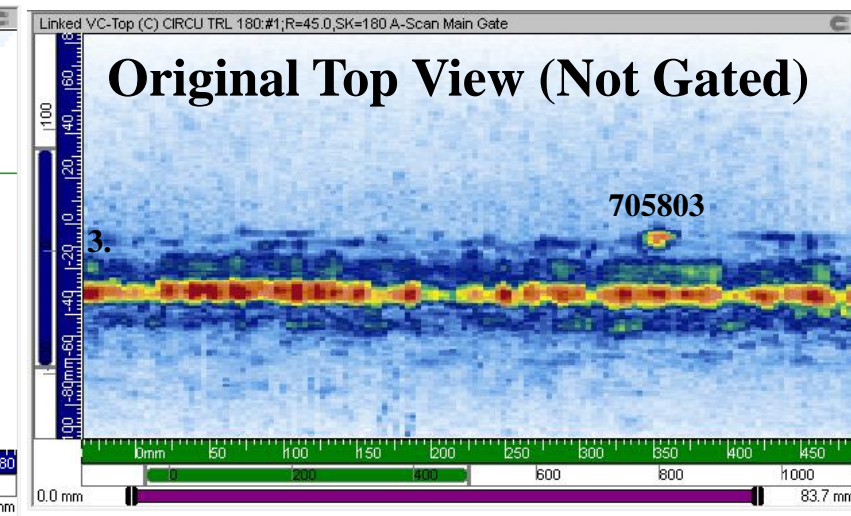 Linked VC-Top (C) CIRCU TRL 180:#1;R=45.0,SK=180 A-Scan Main Gate
Original Top View (Not Gated)
705803
3.
100
|60
|40
|20
|0
|-20
|-40
|-80mm-60
0mm |50 |100 |150 |200 |250 |300 |350 |400 |450
0 200 400 600 800 1000
80
0.0 mm 83.7 mm